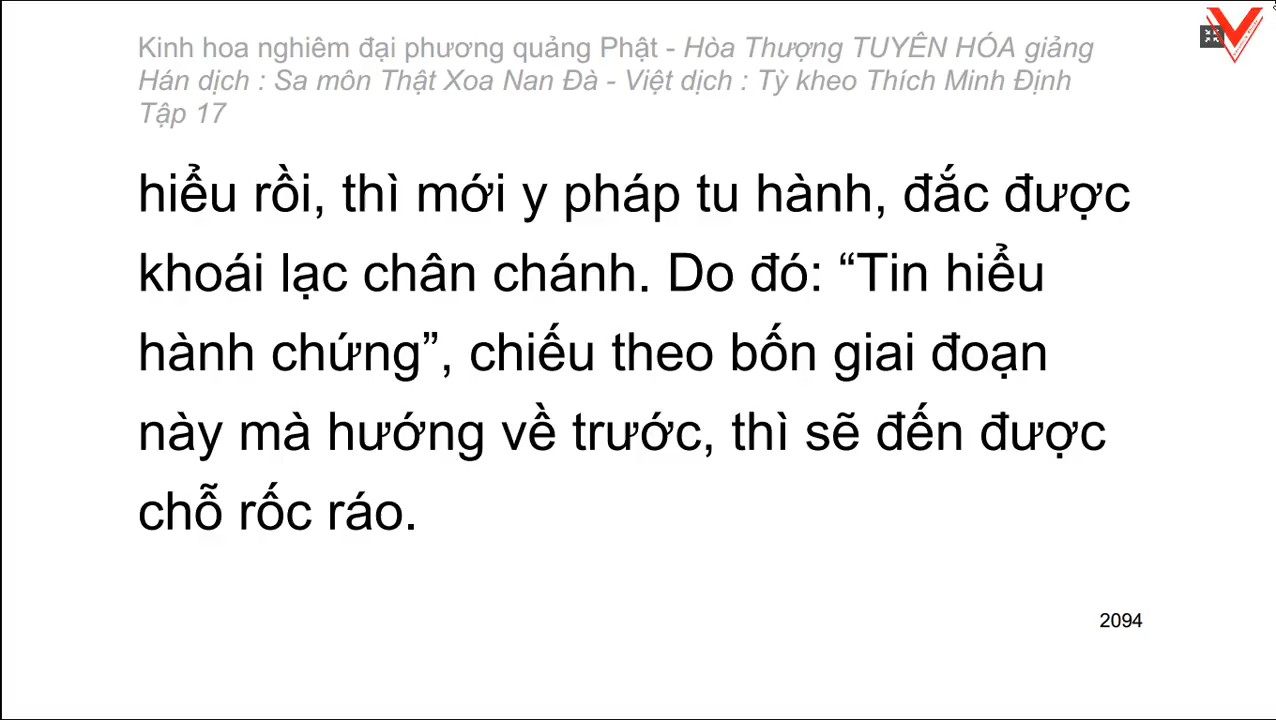 Kinh hoa nghiêm đại phương quảng Phật - Hòa Thượng TUYÊN HÓA giảng
Hán dịch : Sa môn Thật Xoa Nan Đà - Việt dịch : Tỳ kheo Thích Minh Định
Tập 17
hiểu rồi, thì mới y pháp tu hành, đắc được
khoái lạc chân chánh. Do đó: “Tin hiểu
hành chứng”, chiếu theo bốn giai đoạn
này mà hướng về trước, thì sẽ đến được
chỗ rốc ráo.
2094